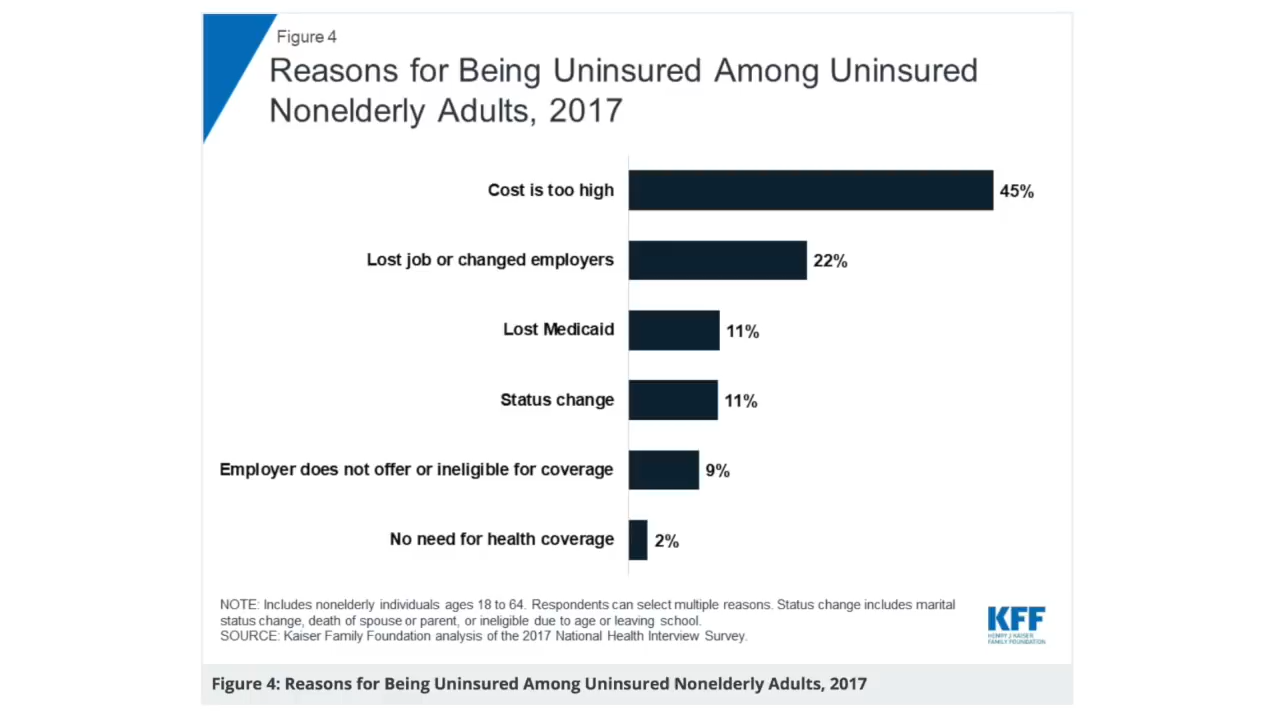 Figure 4
Reasons for Being Uninsured Among Uninsured
Nonelderly Adults, 2017
Cost is too high 45%
Lost job or changed employers 22%
Lost Medicaid 11%
Status change 11%
Employer does not offer or ineligible for coverage 9%
No need for health coverage 2%
NOTE: Includes nonelderly individuals ages 18 to 64. Respondents can select multiple reasons. Status change includes marital
status change, death of spouse or parent, or ineligible due to age or leaving school.
SOURCE: Kaiser Family Foundation analysis of the 2017 National Health Interview Survey.
KFF
HENRY J KAISER
FAMILY FOUNDATION
Figure 4: Reasons for Being Uninsured Among Uninsured Nonelderly Adults, 2017